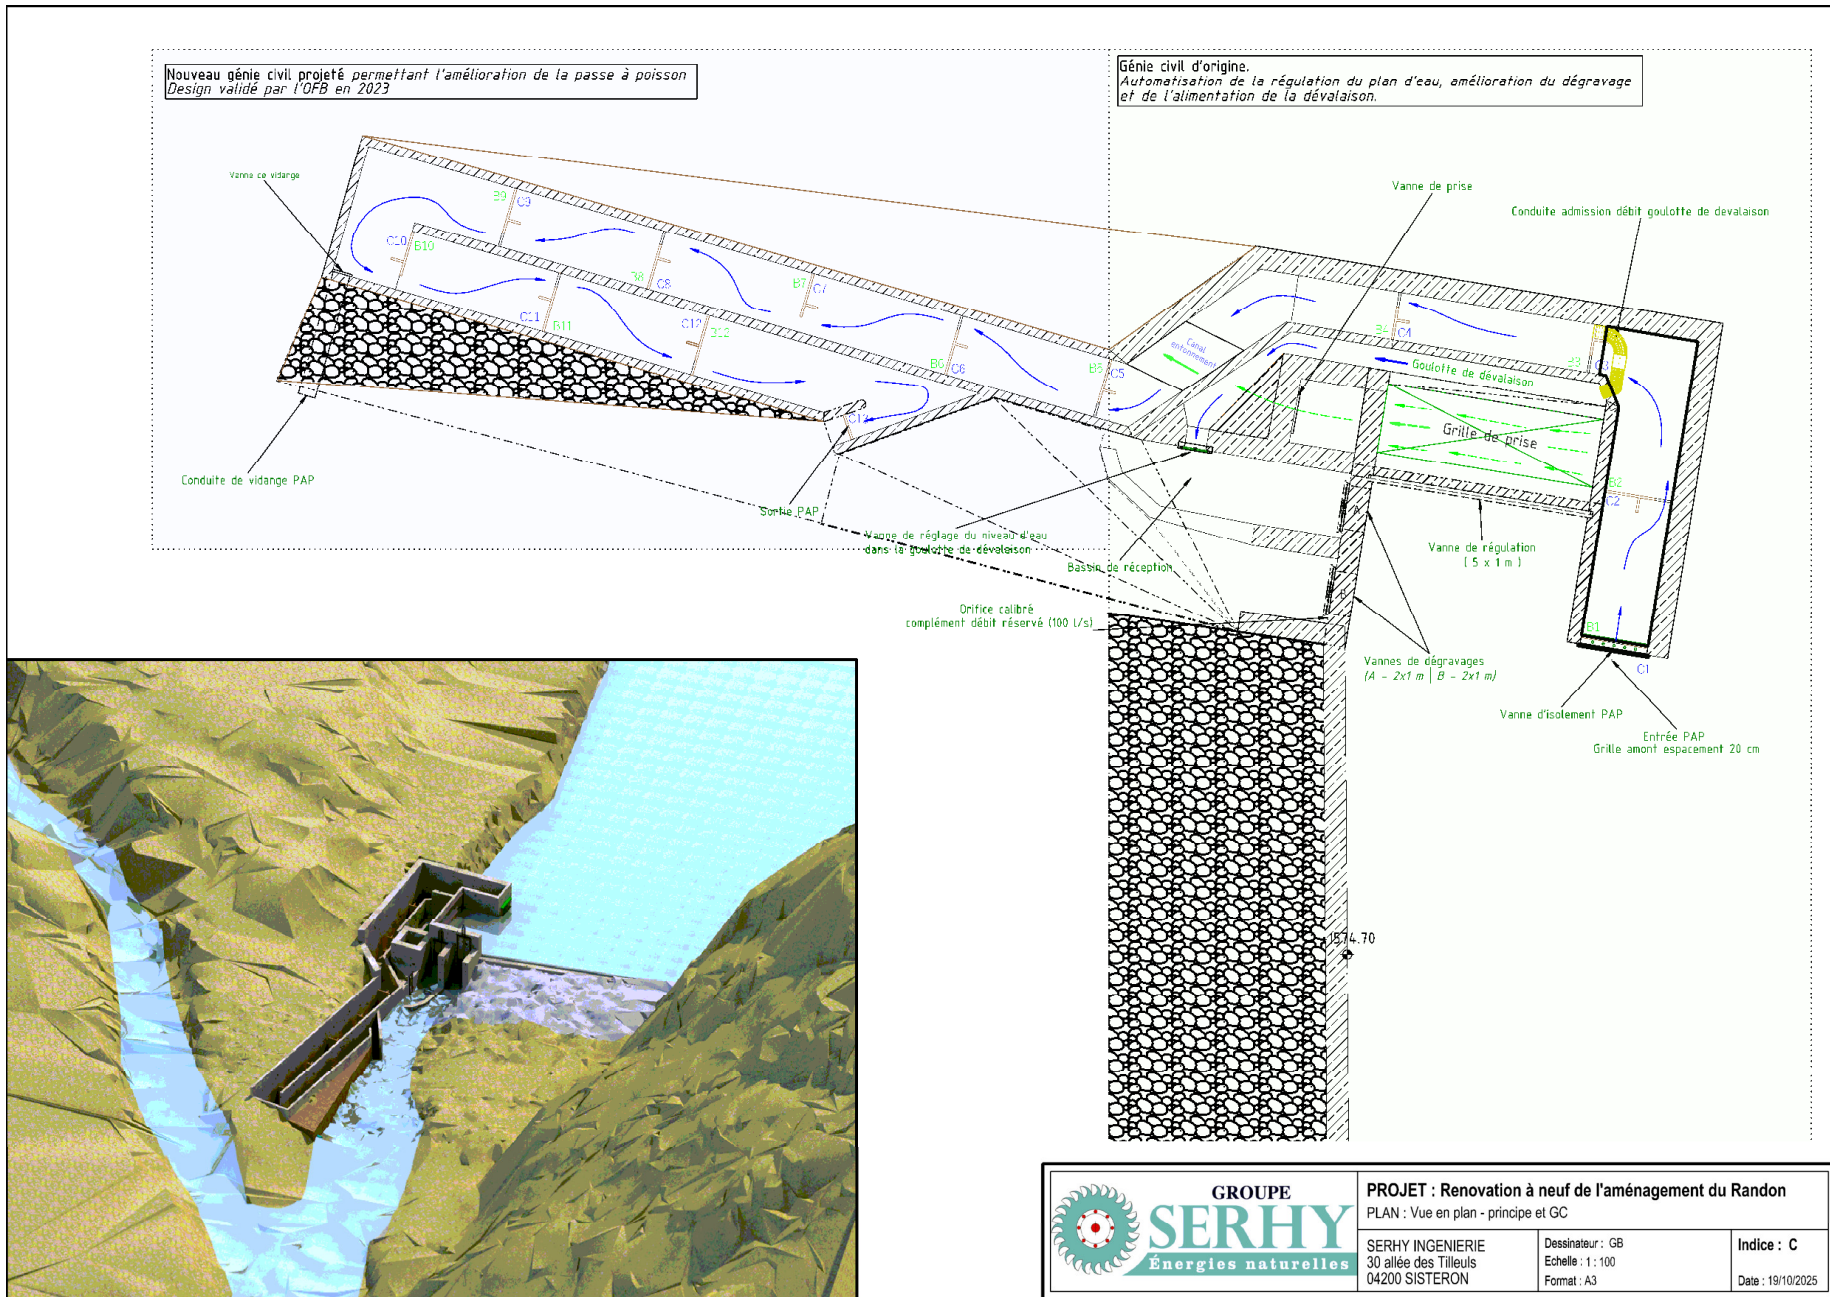 Nouveau génie civil projeté permettant l'amélioration de la passe à poisson
Design validé par l'OFB en 2023
Génie civil d'origine.
Automatisation de la régulation du plan d'eau, amélioration du dégravage
et de l'alimentation de la dévalaison.
Vanne de vidange
Vanne de prise
Conduite admission débit goulotte de devalaison
B9
C9
C10
B10
B8
C8
B7
C7
C11
B11
C12
B12
B6
C6
B5
C5
B4
C4
B3
C3
Canal
entonnement
Goulotte de dévalaison
Grille de prise
B2
C2
C13
Conduite de vidange PAP
Sortie PAP
Vanne de réglage du niveau d'eau
dans la goulotte de dévalaison
Bassin de réception
A
B
Vanne de régulation
( 5 x 1 m )
Orifice calibré
complément débit réservé (100 l/s)
B1
C1
Vannes de dégravages
(A - 2x1 m | B - 2x1 m)
Vanne d'isolement PAP
Entrée PAP
Grille amont espacement 20 cm
1574.70
GROUPE
SERHY
Énergies naturelles
PROJET : Renovation à neuf de l'aménagement du Randon
PLAN : Vue en plan - principe et GC
SERHY INGENIERIE
30 allée des Tilleuls
04200 SISTERON
Dessinateur : GB
Echelle : 1 : 100
Format : A3
Indice : C
Date : 19/10/2025